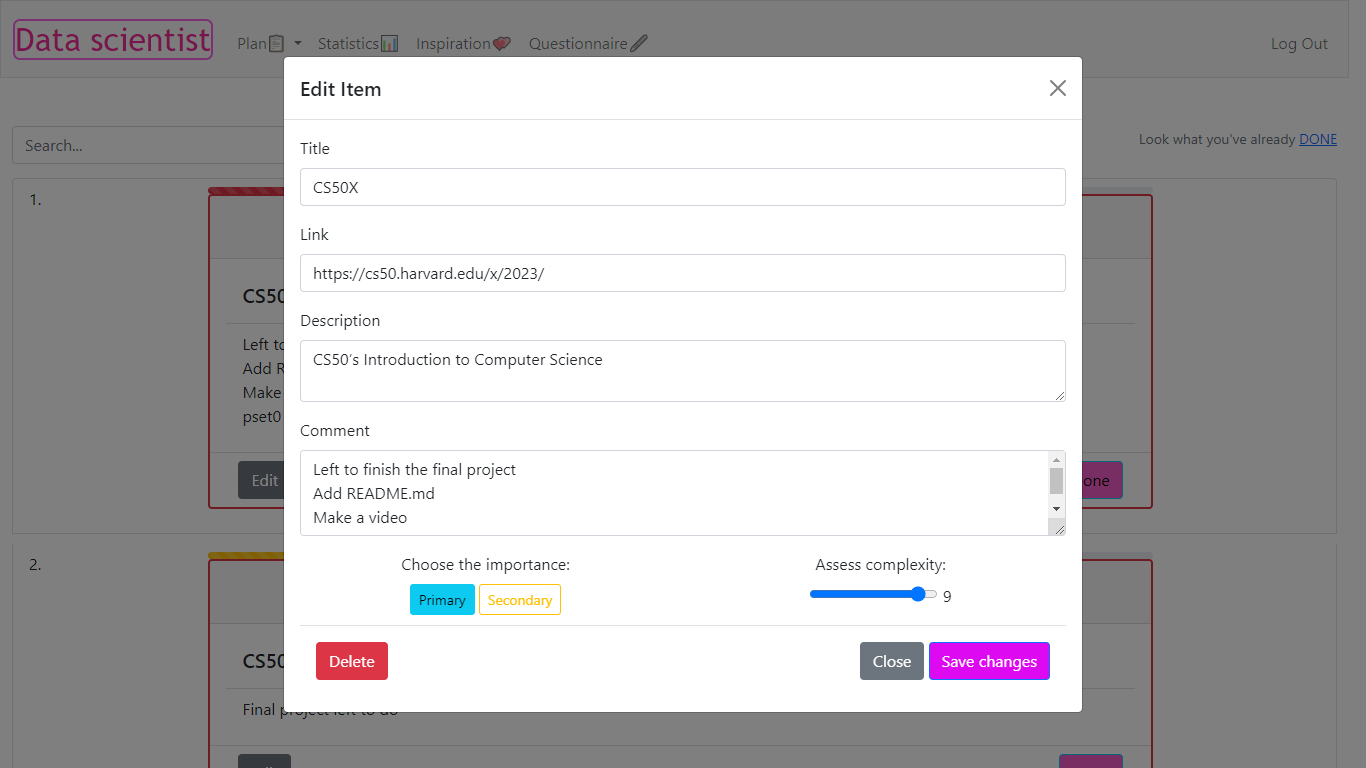 Data scientist
Plan Statistics Inspiration Questionnaire Log Out
Edit Item
Search...
Look what you've already DONE
Title
CS50X
Link
https://cs50.harvard.edu/x/2023/
Description
CS50's Introduction to Computer Science
Comment
Left to finish the final project
Add README.md
Make a video
Choose the importance:
Primary Secondary
Assess complexity:
9
Delete Close Save changes
1.
CS50
Left to
Add R
Make
pset0
Edit
one
2.
CS50
Final project left to do